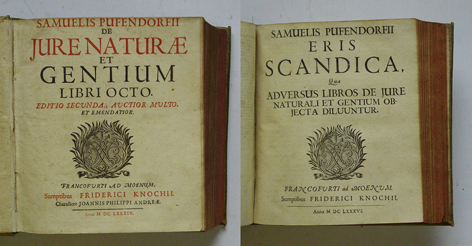 SAMUELIS PUFENDORFII
DE
JURE NATURÆ
ET
GENTIUM
LIBRI OCTO.
EDITIO SECUNDA, AUCTIOR MULTO,
ET EMENDATIOR.
FRANCOFURTI AD MOENUM,
Sumptibus FRIDERICI KNOCHII.
Charactere JOANNIS PHILIPPI ANDREÆ.
Anno M DC LXXXIV.
SAMUELIS PUFENDORFII
ERIS
SCANDICA,
Qua
ADVERSUS LIBROS DE JURE
NATURALI ET GENTIUM OB-
JECTA DILUUNTUR.
FRANCOFURTI ad MOENUM.
Sumptibus FRIDERICI KNOCHII.
Anno M DC LXXXVI.